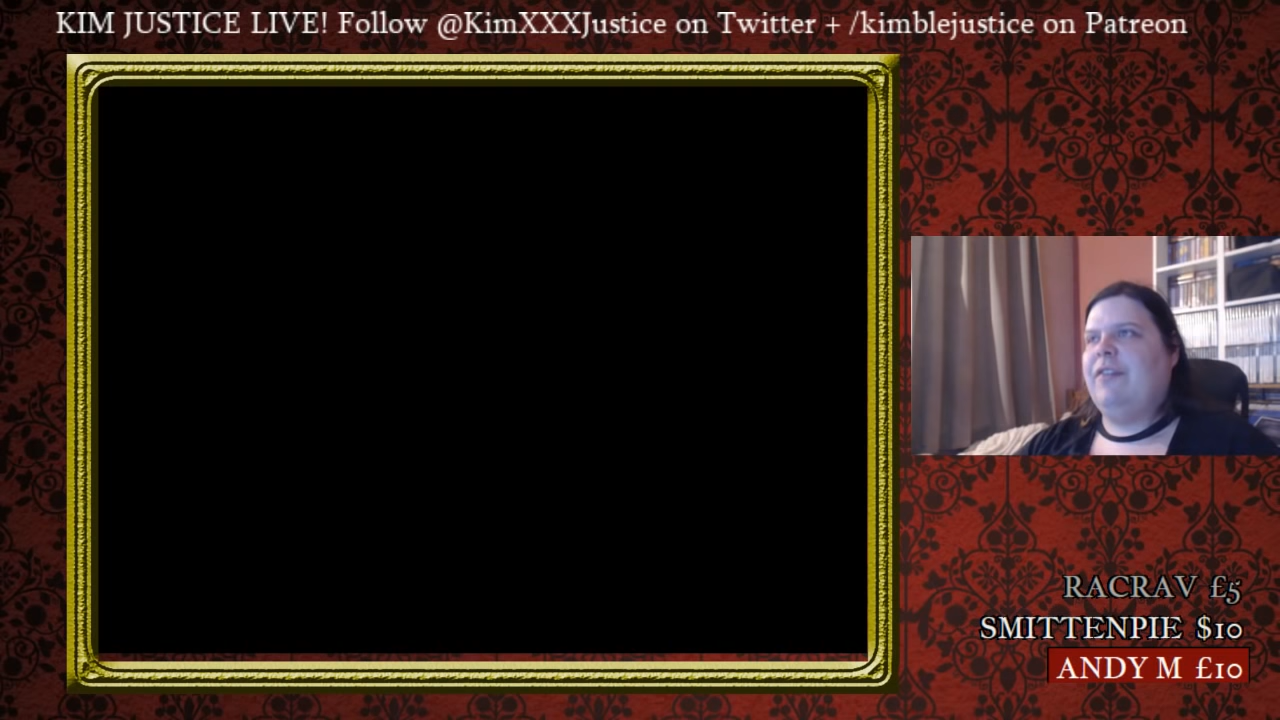 KIM JUSTICE LIVE! Follow @KimXXXJustice on Twitter + /kimblejustice on Patreon
RACRAV £5
SMITTENPIE $10
ANDY M £10